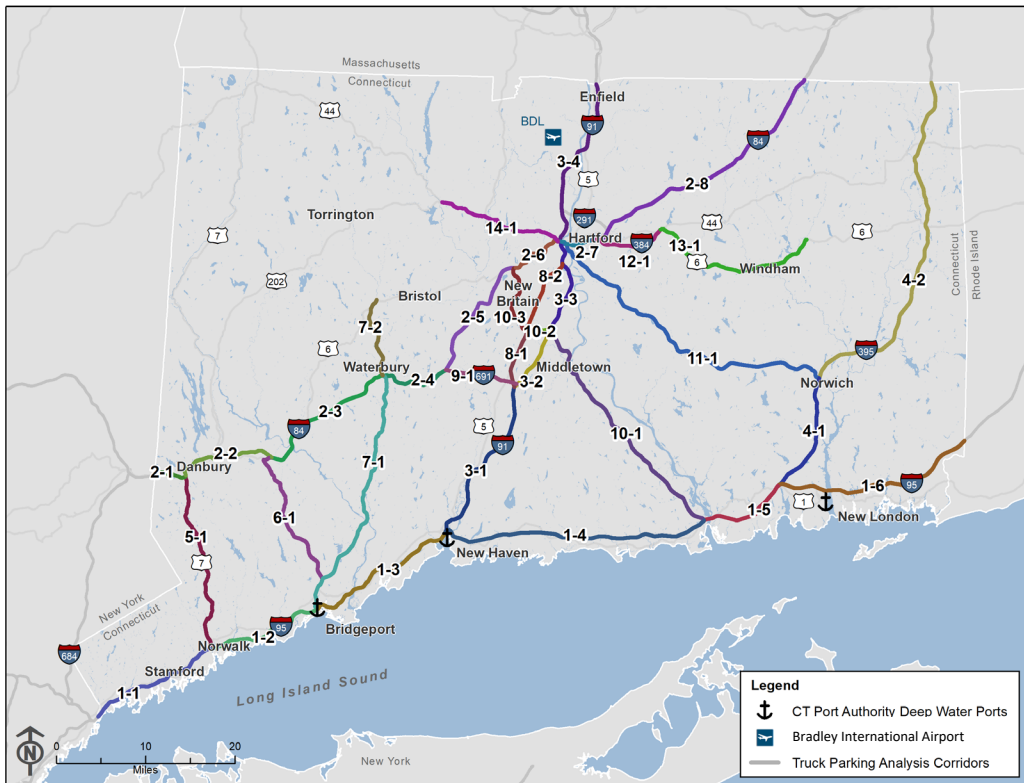 Massachusetts
Connecticut
44
Enfield
BDL
91
84
3-4
5
2-8
Torrington
291
44
7
14-1
Hartford
384
13-1
6
2-6
2-7
12-1
6
Windham
8-2
202
New
Britain
4-2
Connecticut
Rhode Island
Bristol
3-3
2-5
10-3
7-2
10-2
6
8-1
395
11-1
Waterbury
Middletown
2-4
9-1
691
3-2
Norwich
2-3
84
5
10-1
4-1
91
2-2
7-1
2-1
Danbury
3-1
1-6
95
1
6-1
1-5
New London
5-1
1-4
New Haven
7
1-3
New York
Connecticut
95
Bridgeport
1-2
Norwalk
684
Stamford
Long Island Sound
1-1
Legend
CT Port Authority Deep Water Ports
Bradley International Airport
Truck Parking Analysis Corridors
N
0 10 20
Miles
New York